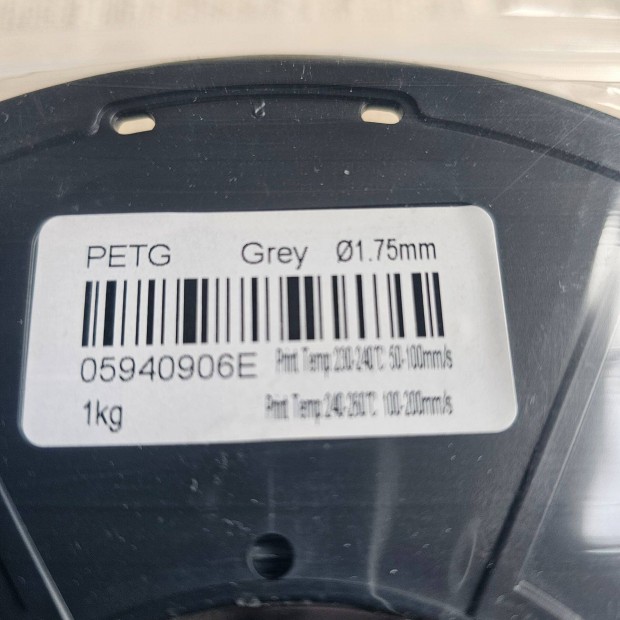 PETG Grey Ø1.75mm
05940906E Print Temp:230-240℃ 50-100mm/s
1kg Print Temp:240-260℃ 100-200mm/s